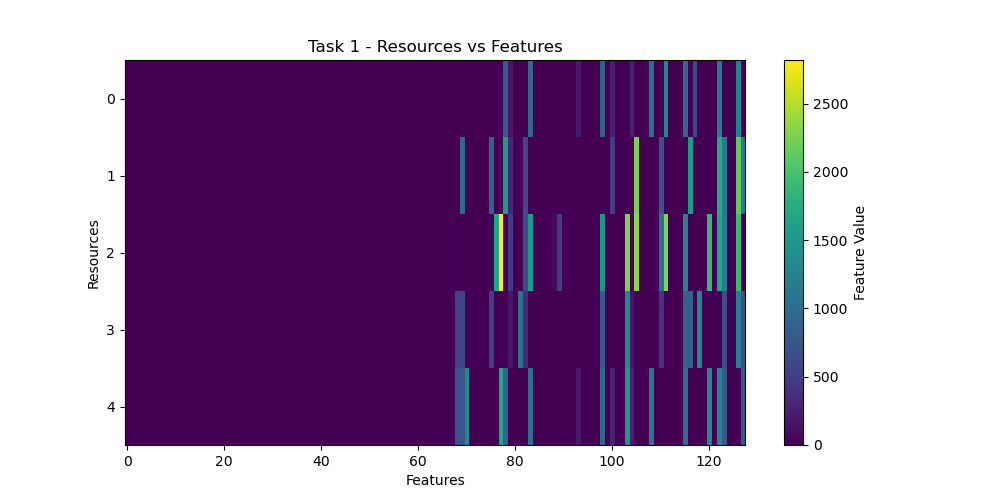 Task 1 - Resources vs Features
Resources
0
1
2
3
4
0 20 40 60 80 100 120
Features
2500
2000
1500
1000
500
0
Feature Value